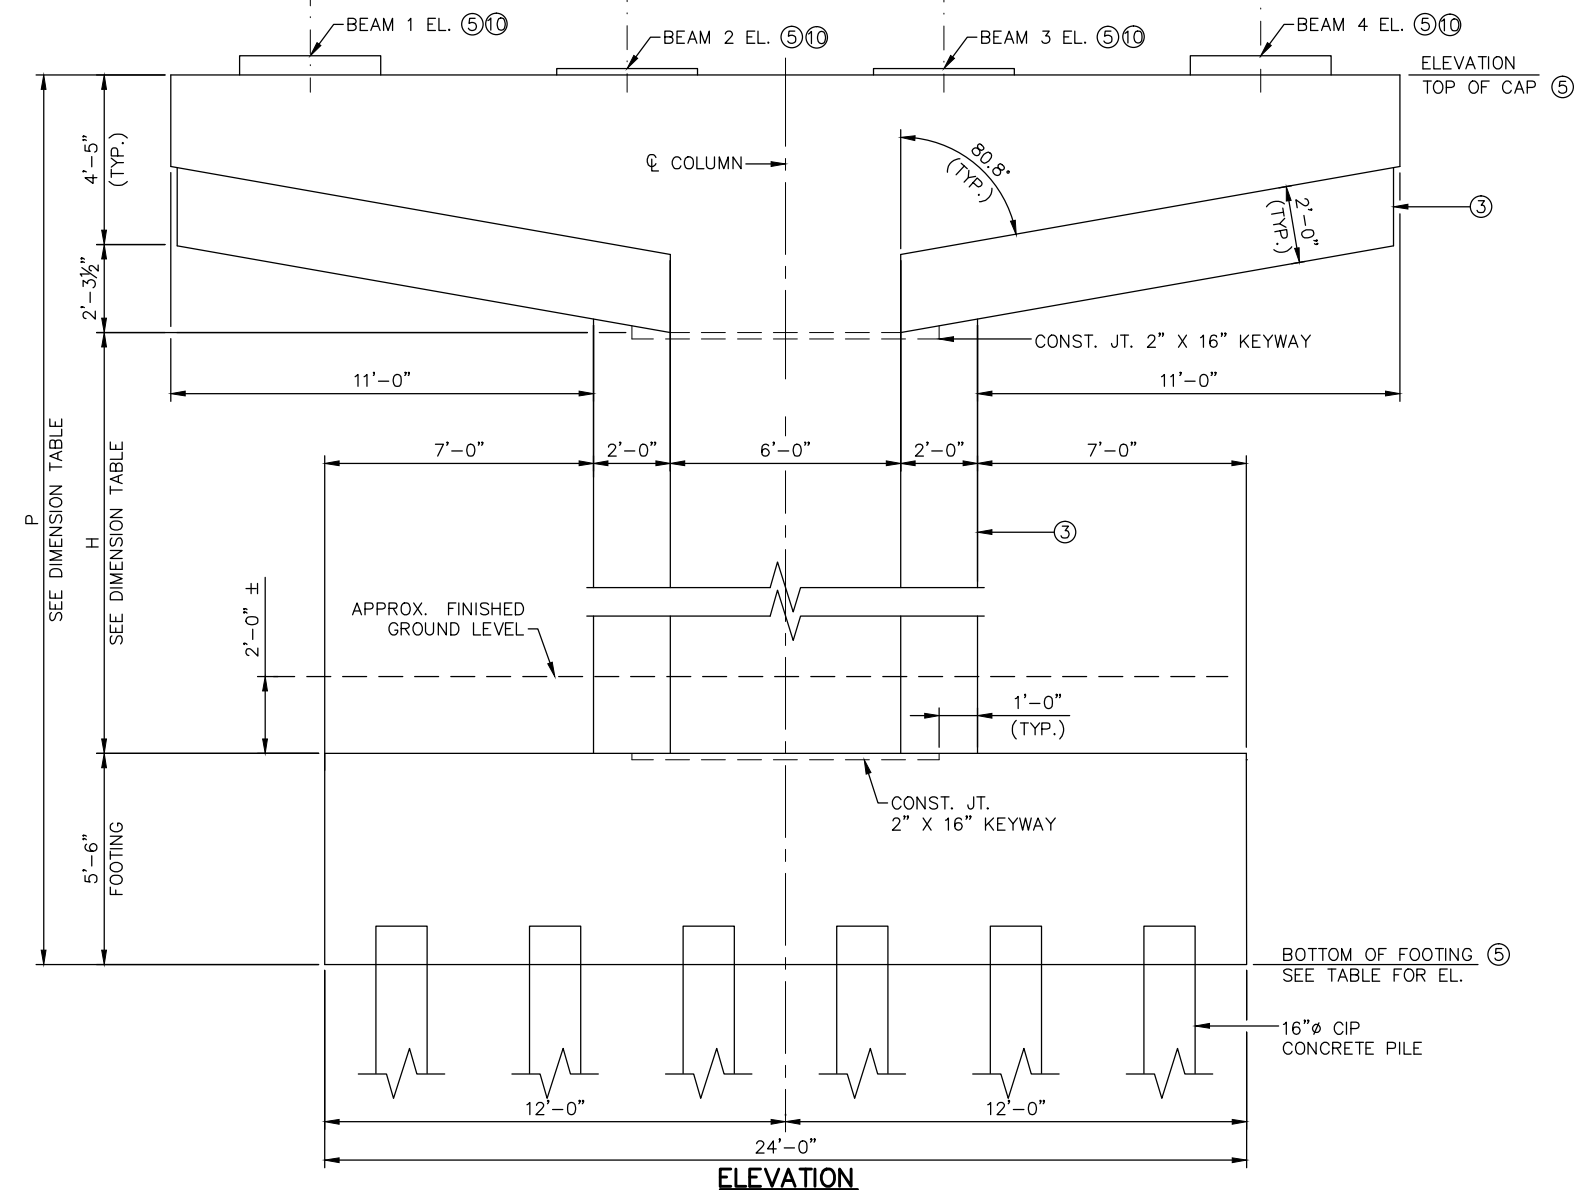 BEAM 1 EL. ⑤⑩
BEAM 2 EL. ⑤⑩
BEAM 3 EL. ⑤⑩
BEAM 4 EL. ⑤⑩
ELEVATION
TOP OF CAP ⑤
4'-5"
(TYP.)
℄ COLUMN
80.8°
(TYP.)
2'-0"
(TYP.)
③
2'-3½"
CONST. JT. 2" X 16" KEYWAY
11'-0"
11'-0"
7'-0"
2'-0"
6'-0"
2'-0"
7'-0"
P
SEE DIMENSION TABLE
H
SEE DIMENSION TABLE
③
2'-0" ±
APPROX. FINISHED
GROUND LEVEL
1'-0"
(TYP.)
CONST. JT.
2" X 16" KEYWAY
5'-6"
FOOTING
BOTTOM OF FOOTING ⑤
SEE TABLE FOR EL.
16"ø CIP
CONCRETE PILE
12'-0"
12'-0"
24'-0"
ELEVATION